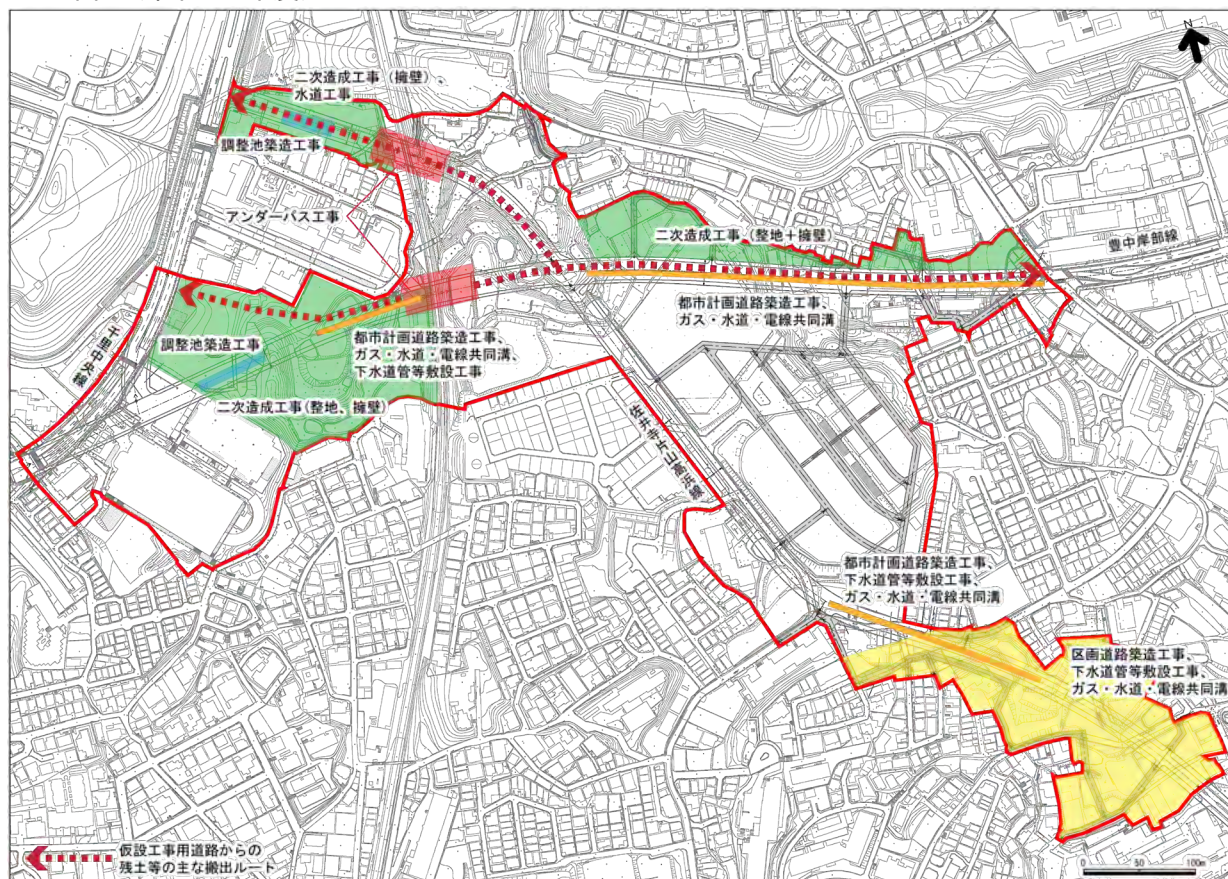 N
二次造成工事（擁壁）、
水道工事
調整池築造工事
アンダーパス工事
二次造成工事（整地＋擁壁）
豊中岸部線
都市計画道路築造工事、
ガス・水道・電線共同溝
千里中央線
調整池築造工事
都市計画道路築造工事、
ガス・水道・電線共同溝、
下水道管等敷設工事
二次造成工事（整地、擁壁）
佐井寺片山高浜線
都市計画道路築造工事、
下水道管等敷設工事、
ガス・水道・電線共同溝
区画道路築造工事、
下水道管等敷設工事、
ガス・水道・電線共同溝
仮設工事用道路からの
残土等の主な搬出ルート
0 50 100m